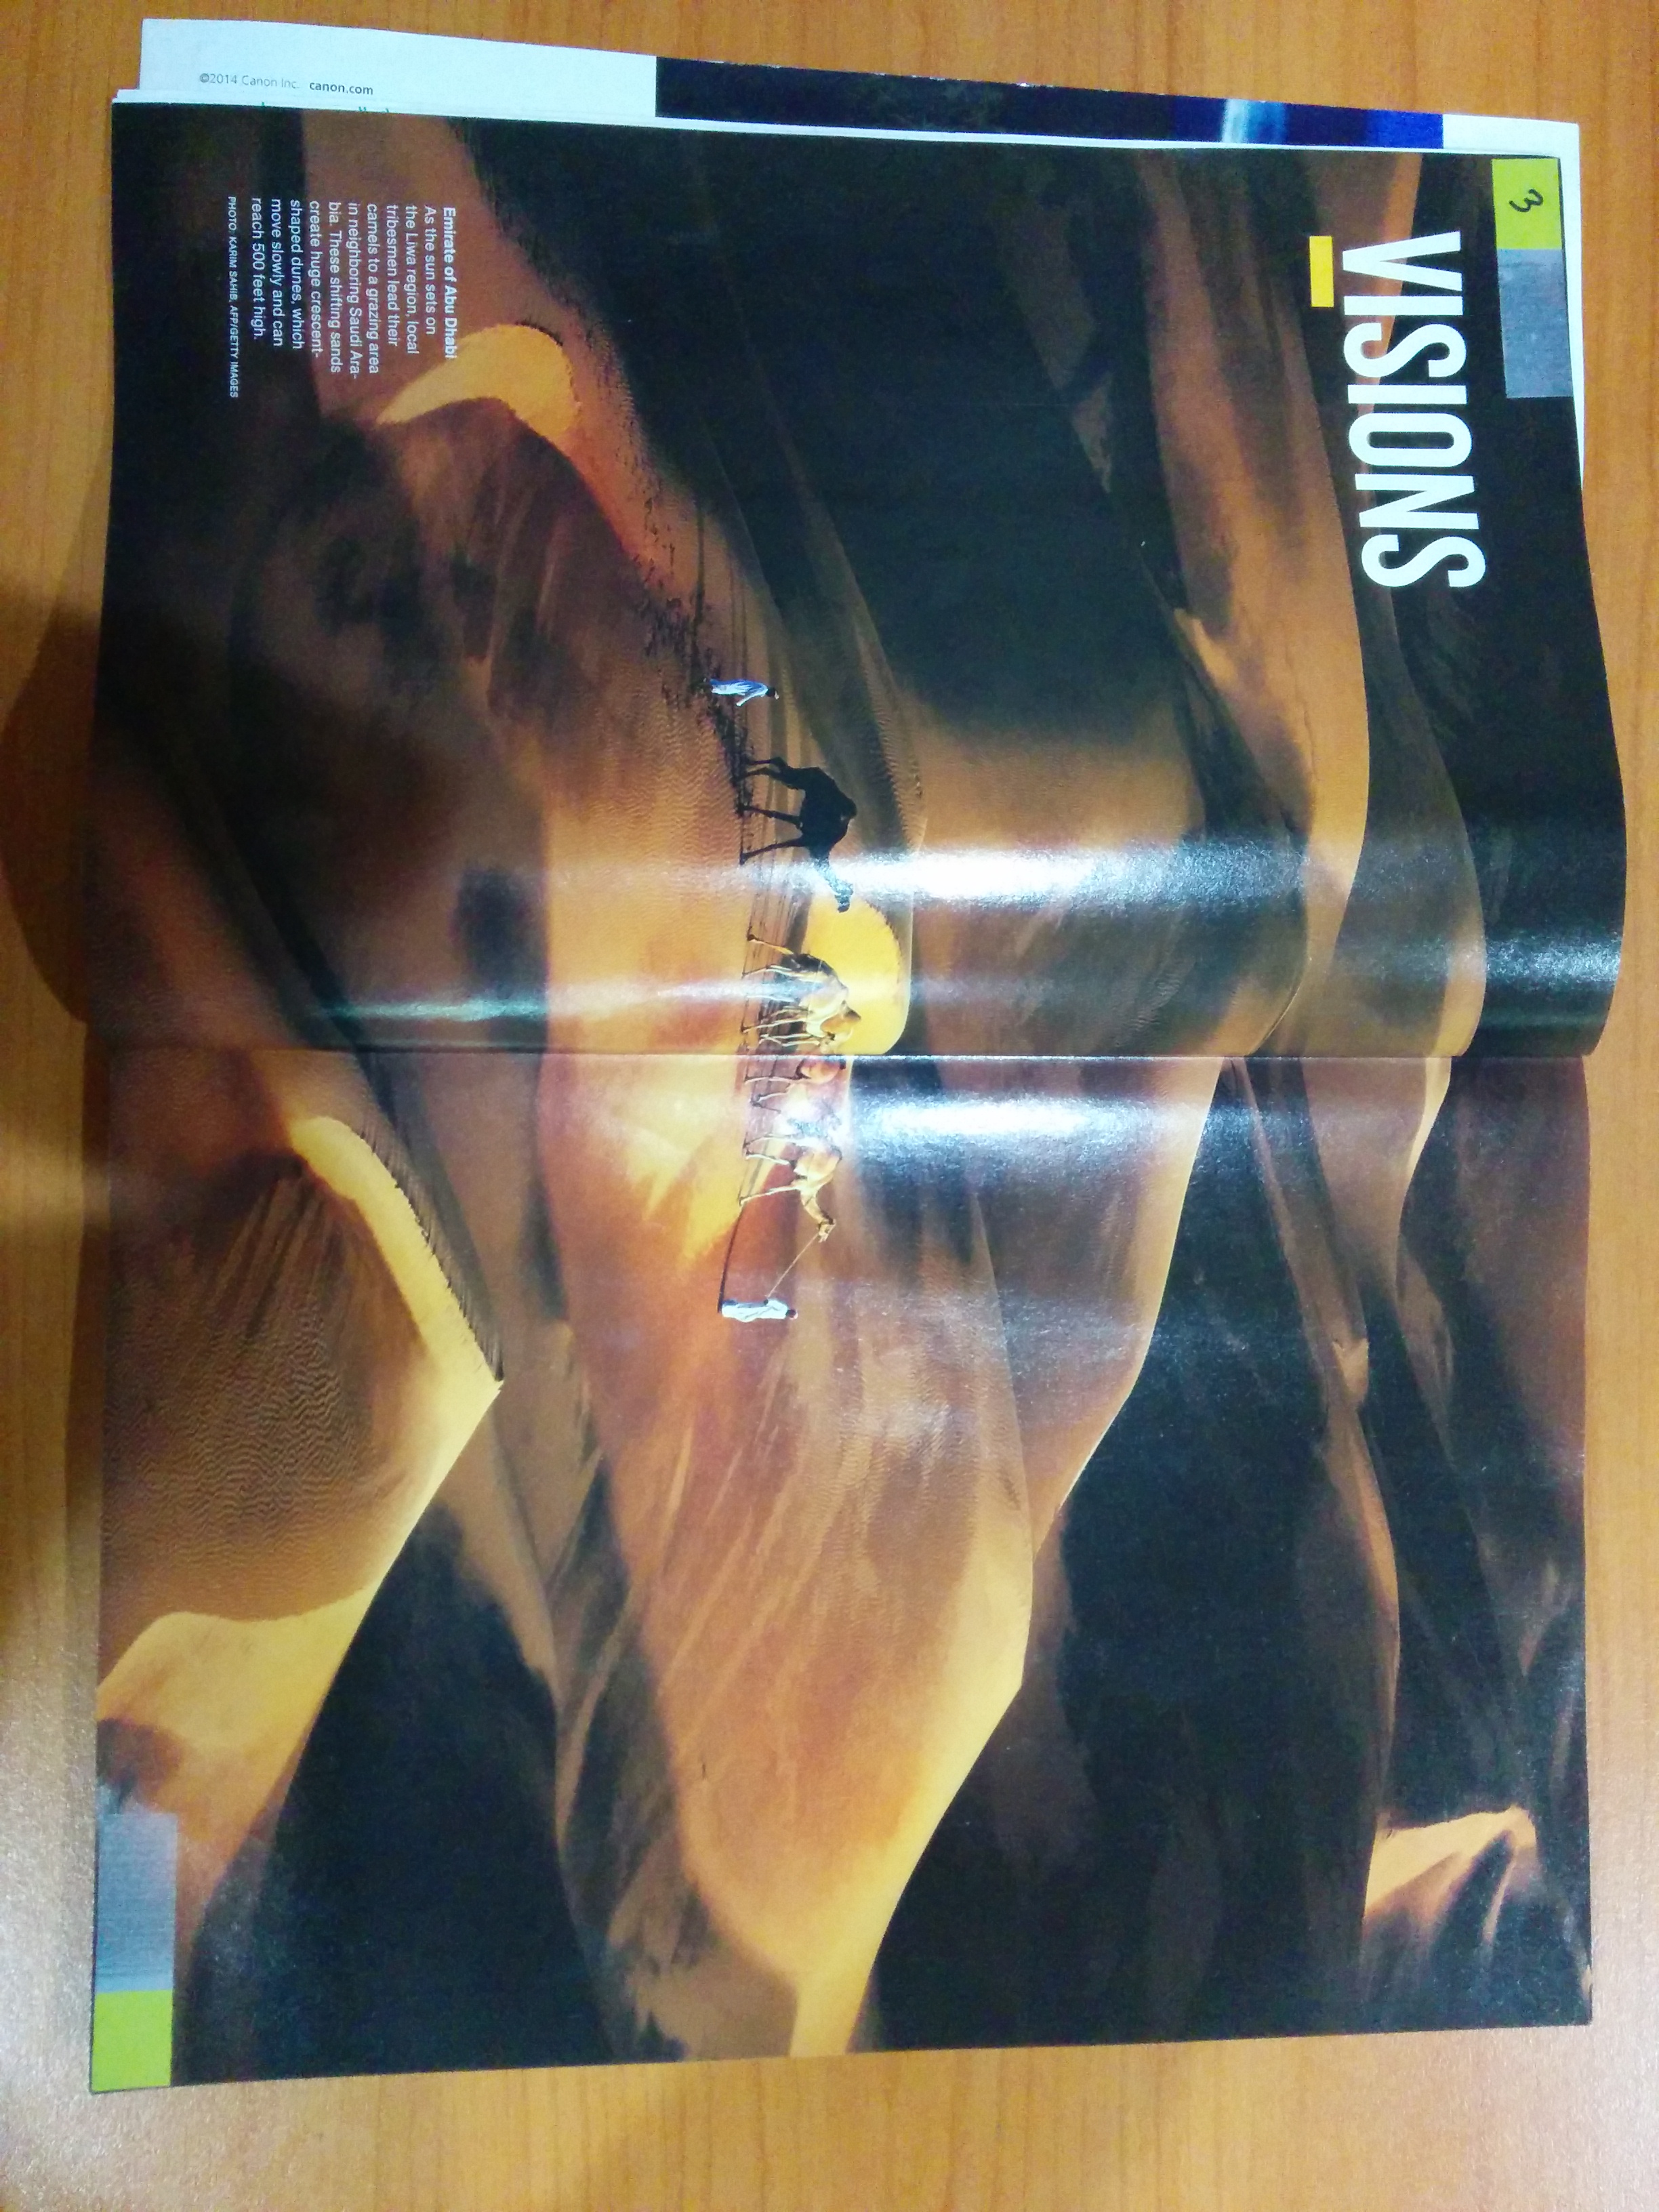 3
VISIONS
Emirate of Abu Dhabi
As the sun sets on
the Liwa region, local
tribesmen lead their
camels to a grazing area
in neighboring Saudi Ara-
bia. These shifting sands
create huge crescent-
shaped dunes, which
move slowly and can
reach 500 feet high.
PHOTO: KARIM SAHIB, AFP/GETTY IMAGES
©2014 Canon Inc. canon.com